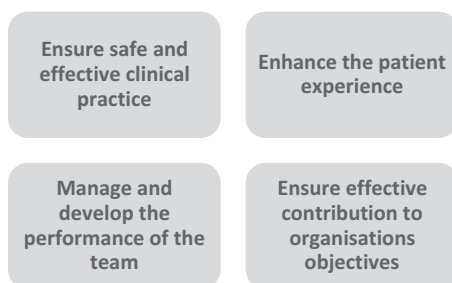 Ensure safe and
effective clinical
practice
Enhance the patient
experience
Manage and
develop the
performance of the
team
Ensure effective
contribution to
organisations
objectives